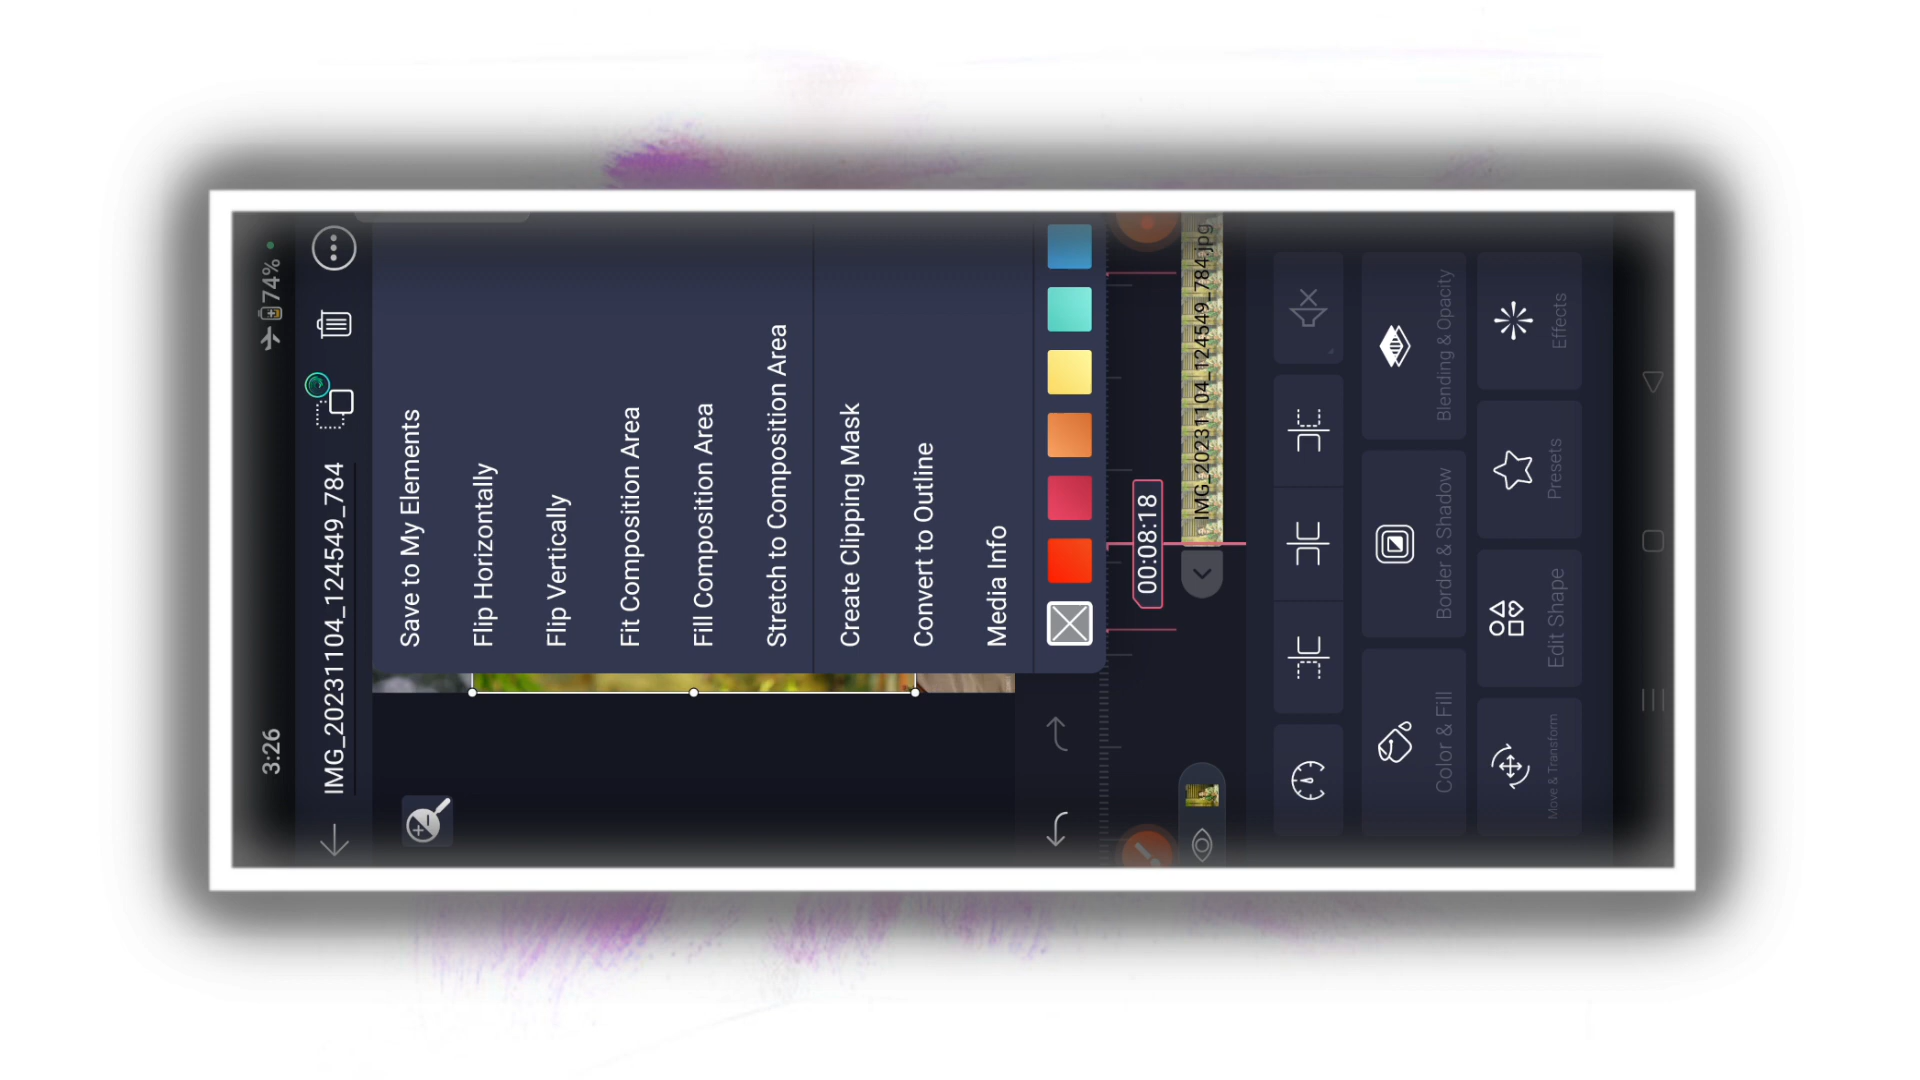 3:26
74%
IMG_20231104_124549_784
Save to My Elements
Flip Horizontally
Flip Vertically
Fit Composition Area
Fill Composition Area
Stretch to Composition Area
Create Clipping Mask
Convert to Outline
Media Info
00:08:18
IMG_20231104_124549_784.jpg
Color & Fill
Border & Shadow
Blending & Opacity
Move & Transform
Edit Shape
Presets
Effects